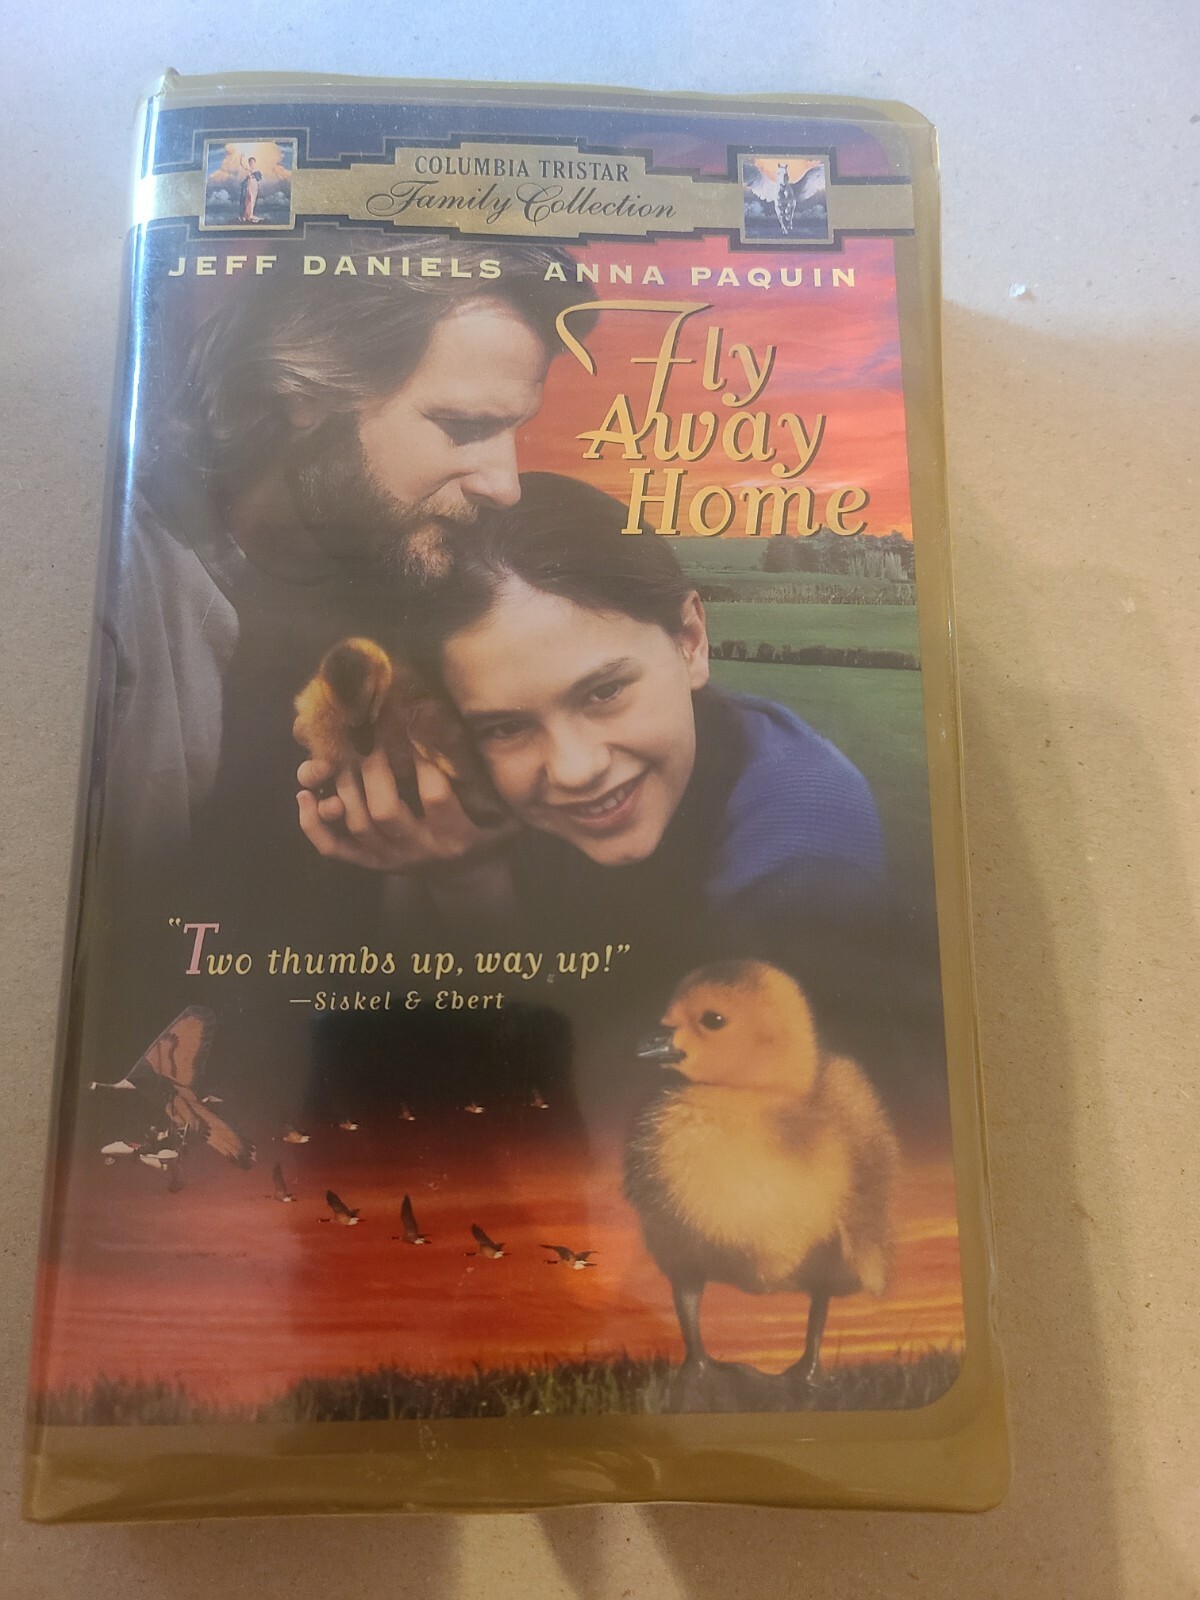 COLUMBIA TRISTAR
Family Collection
JEFF DANIELS ANNA PAQUIN
Fly
Away
Home
"Two thumbs up, way up!"
—Siskel & Ebert